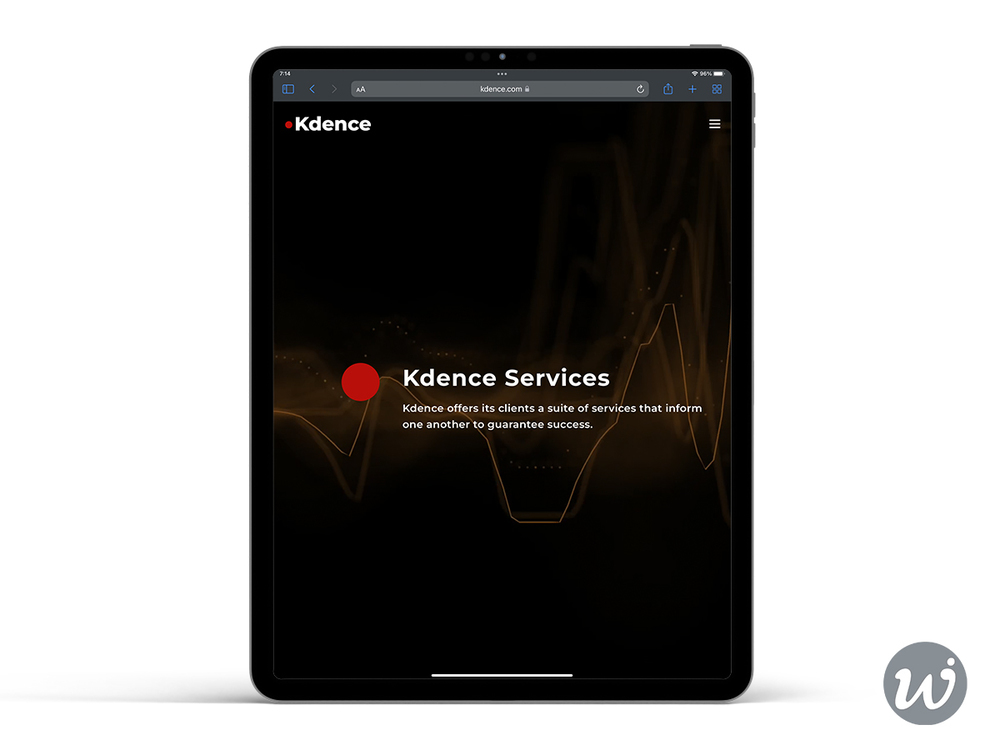 7:14
96%
AA
kdence.com
Kdence
Kdence Services
Kdence offers its clients a suite of services that inform
one another to guarantee success.
wi